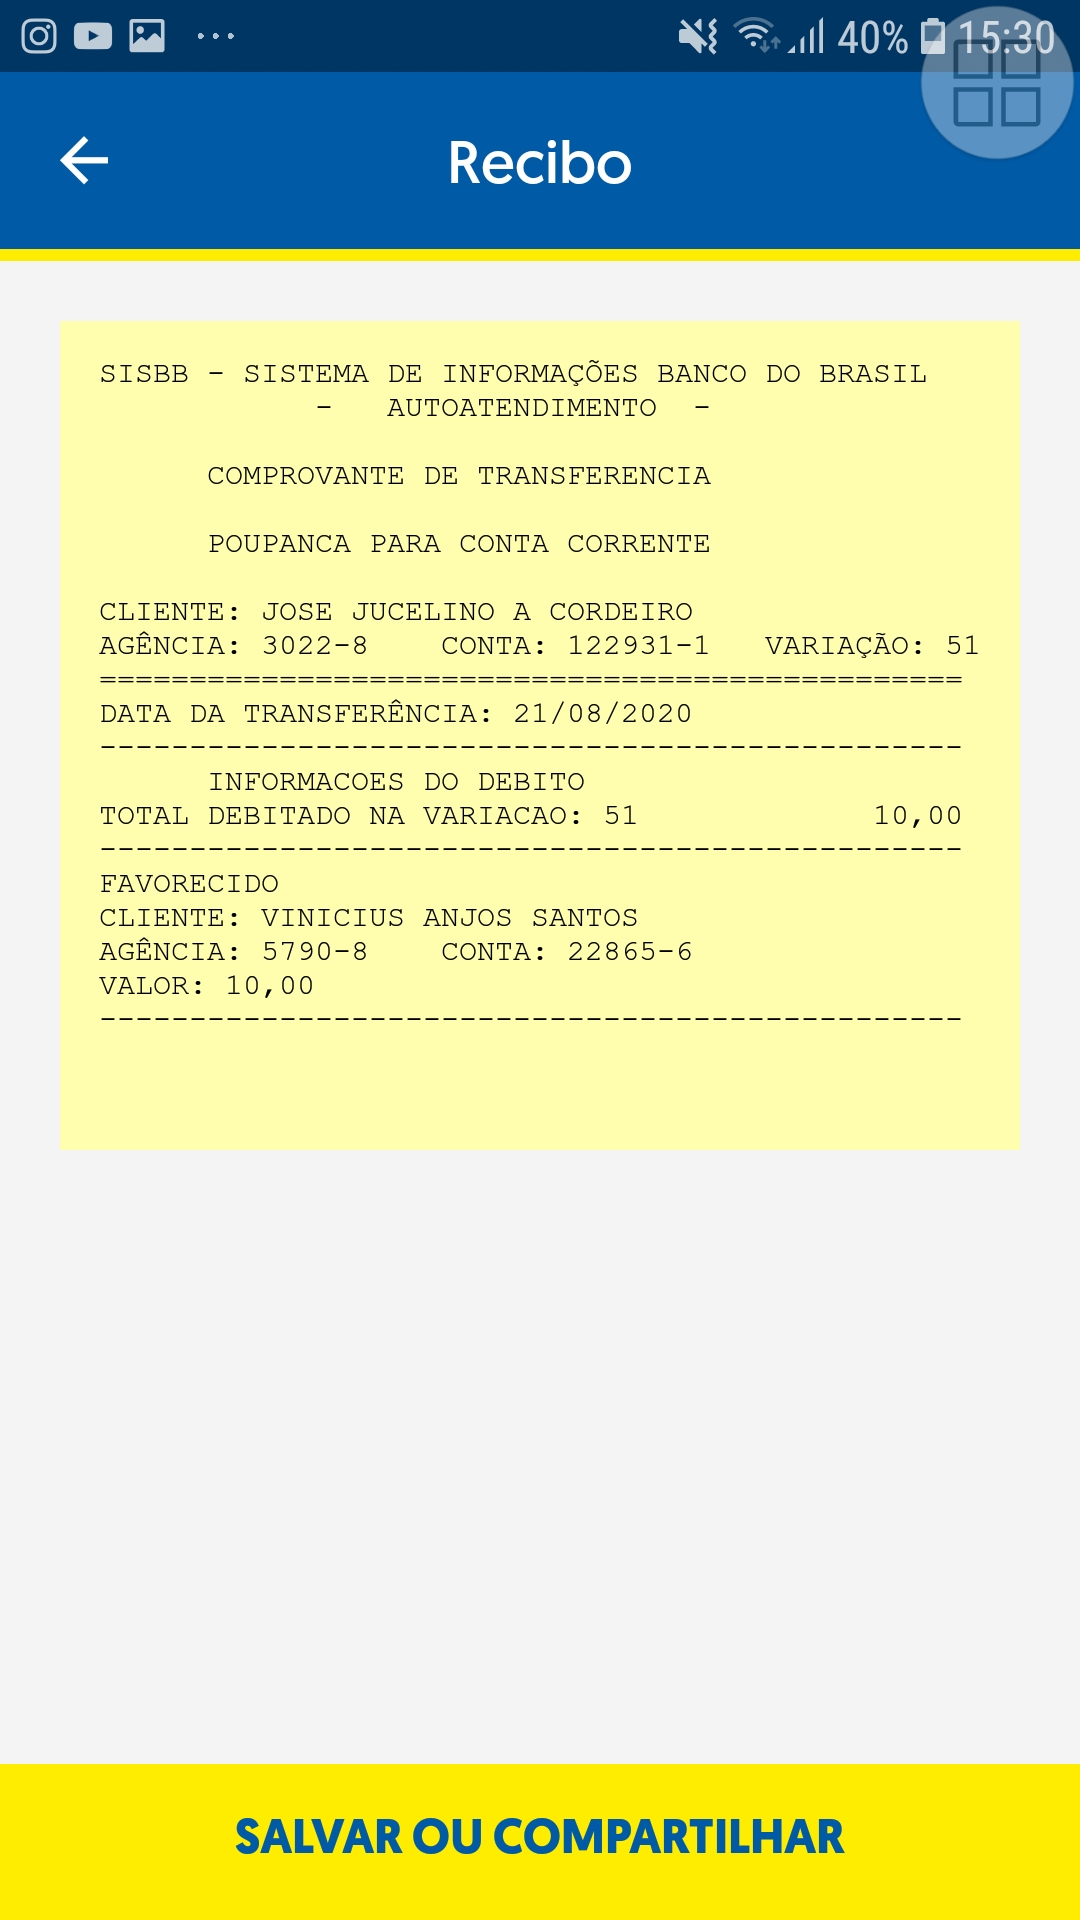 40% 15:30
Recibo
SISBB - SISTEMA DE INFORMAÇÕES BANCO DO BRASIL
- AUTOATENDIMENTO -
COMPROVANTE DE TRANSFERENCIA
POUPANCA PARA CONTA CORRENTE
CLIENTE: JOSE JUCELINO A CORDEIRO
AGÊNCIA: 3022-8 CONTA: 122931-1 VARIAÇÃO: 51
================================================
DATA DA TRANSFERÊNCIA: 21/08/2020
------------------------------------------------
INFORMACOES DO DEBITO
TOTAL DEBITADO NA VARIACAO: 51 10,00
------------------------------------------------
FAVORECIDO
CLIENTE: VINICIUS ANJOS SANTOS
AGÊNCIA: 5790-8 CONTA: 22865-6
VALOR: 10,00
------------------------------------------------
SALVAR OU COMPARTILHAR